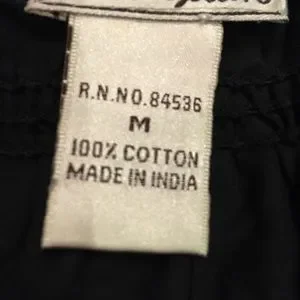 R.N.NO.84536
M
100% COTTON
MADE IN INDIA